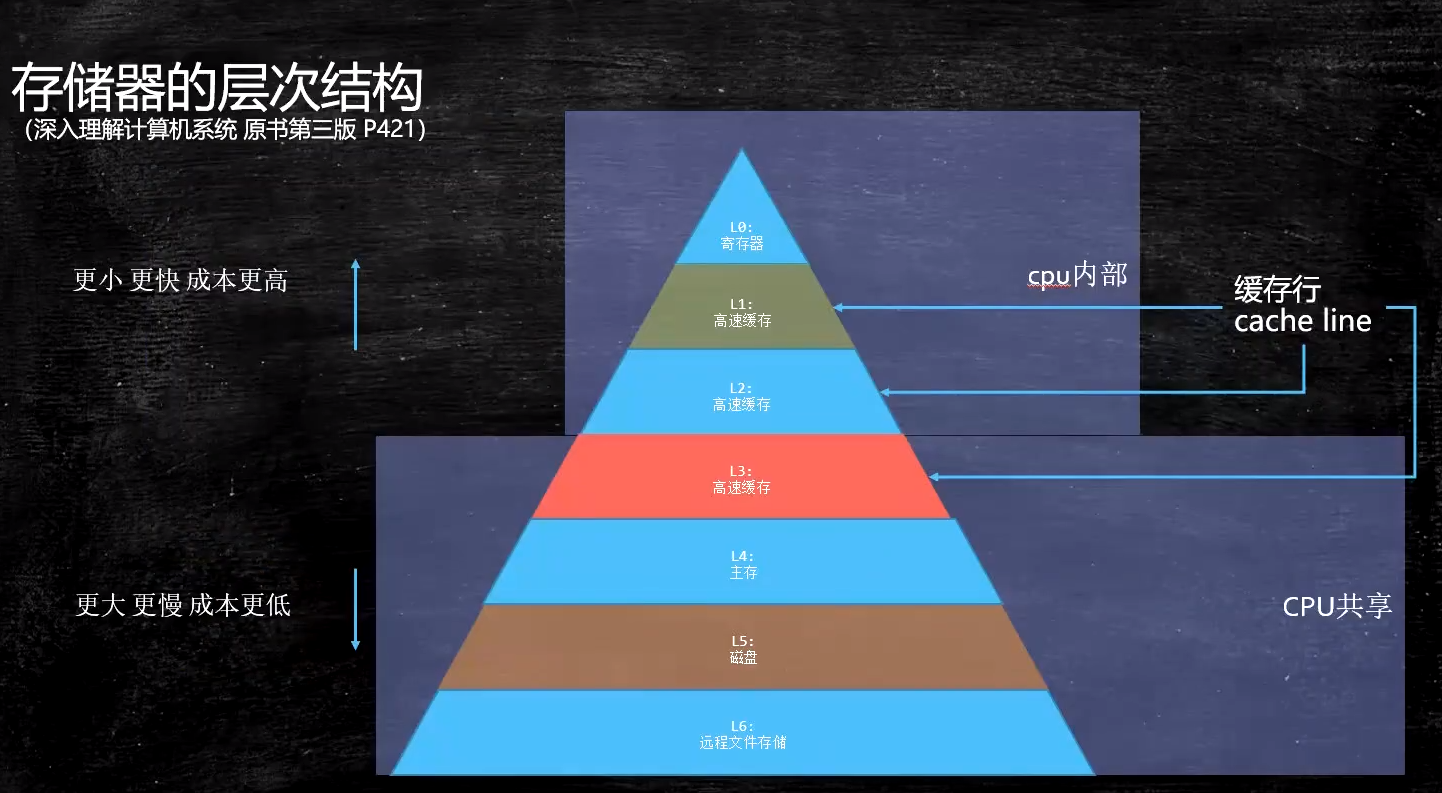 存储器的层次结构
（深入理解计算机系统 原书第三版 P421）
更小 更快 成本更高
更大 更慢 成本更低
L0:
寄存器
L1:
高速缓存
L2:
高速缓存
L3:
高速缓存
L4:
主存
L5:
磁盘
L6:
远程文件存储
cpu内部
缓存行
cache line
CPU共享